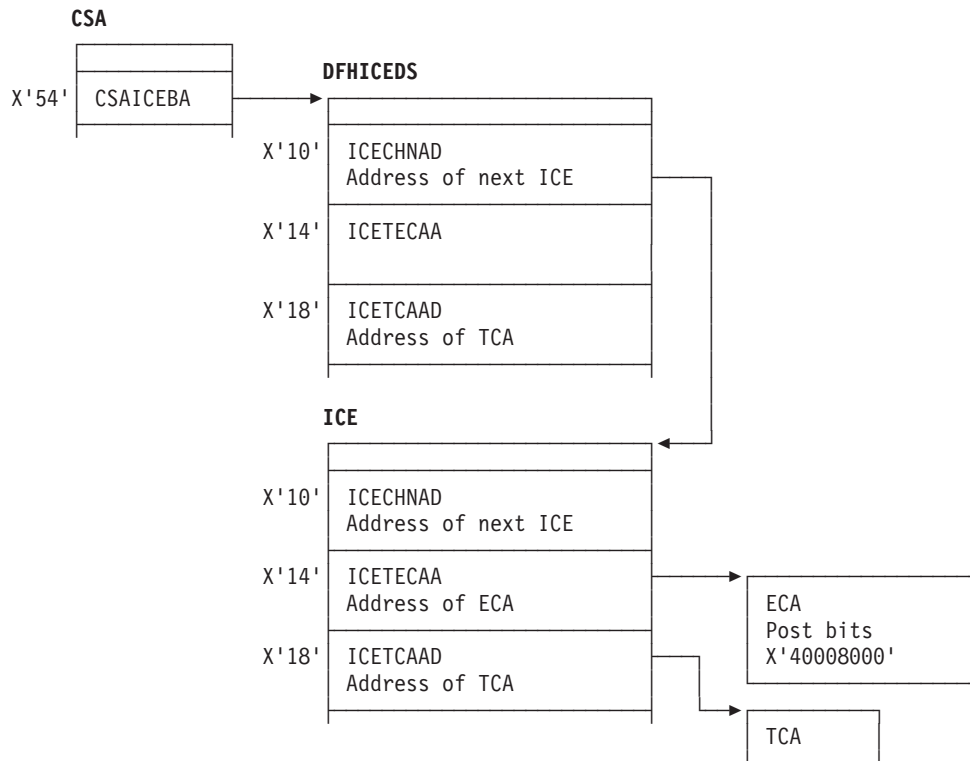 CSA
DFHICEDS
X'54' CSAICEBA
X'10' ICECHNAD
Address of next ICE
X'14' ICETECAA
X'18' ICETCAAD
Address of TCA
ICE
X'10' ICECHNAD
Address of next ICE
X'14' ICETECAA
Address of ECA
ECA
Post bits
X'40008000'
X'18' ICETCAAD
Address of TCA
TCA